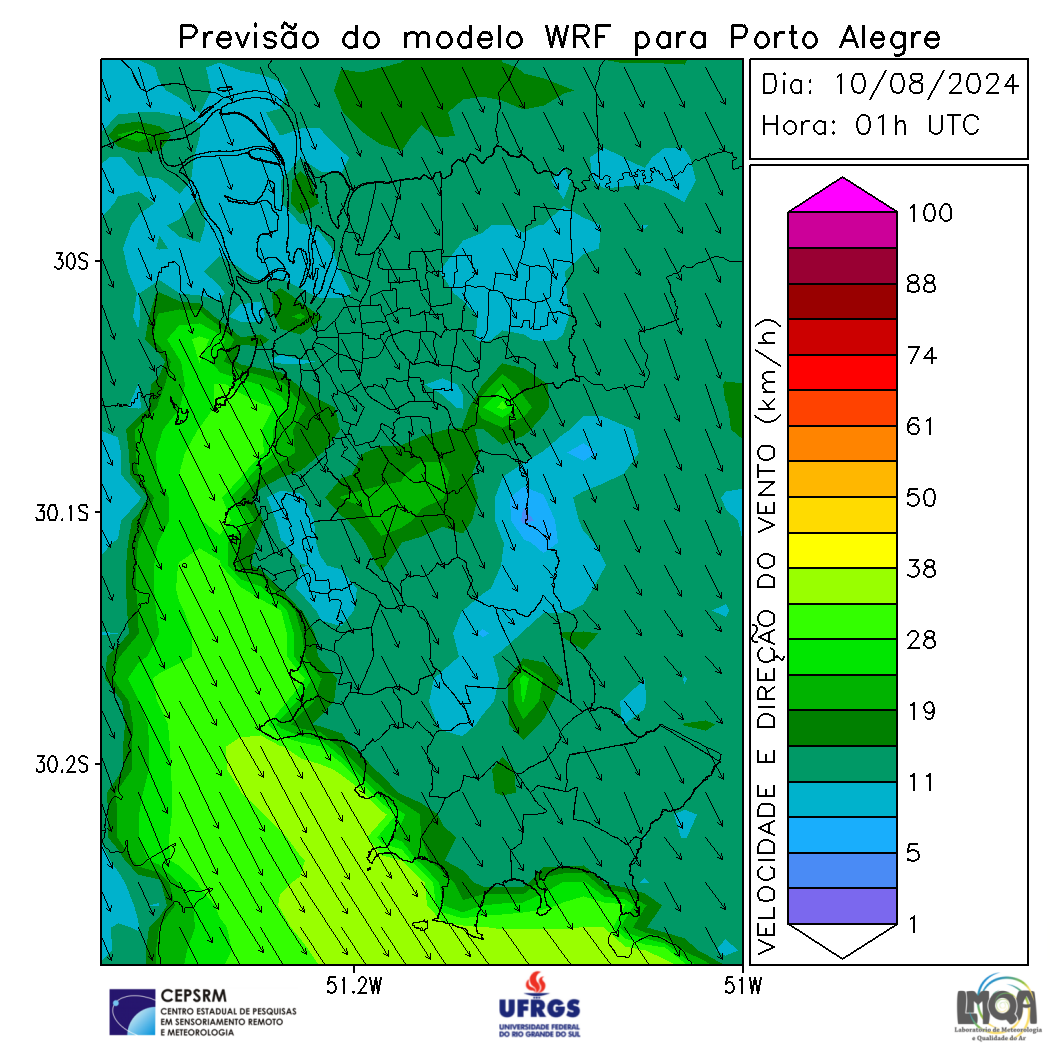 Previsão do modelo WRF para Porto Alegre
Dia: 10/08/2024
Hora: 01h UTC
30S
30.1S
30.2S
51.2W
51W
VELOCIDADE E DIREÇÃO DO VENTO (km/h)
100
88
74
61
50
38
28
19
11
5
1
CEPSRM
CENTRO ESTADUAL DE PESQUISAS
EM SENSORIAMENTO REMOTO
E METEOROLOGIA
UFRGS
UNIVERSIDADE FEDERAL
DO RIO GRANDE DO SUL
LMQA
Laboratório de Meteorologia
e Qualidade do Ar